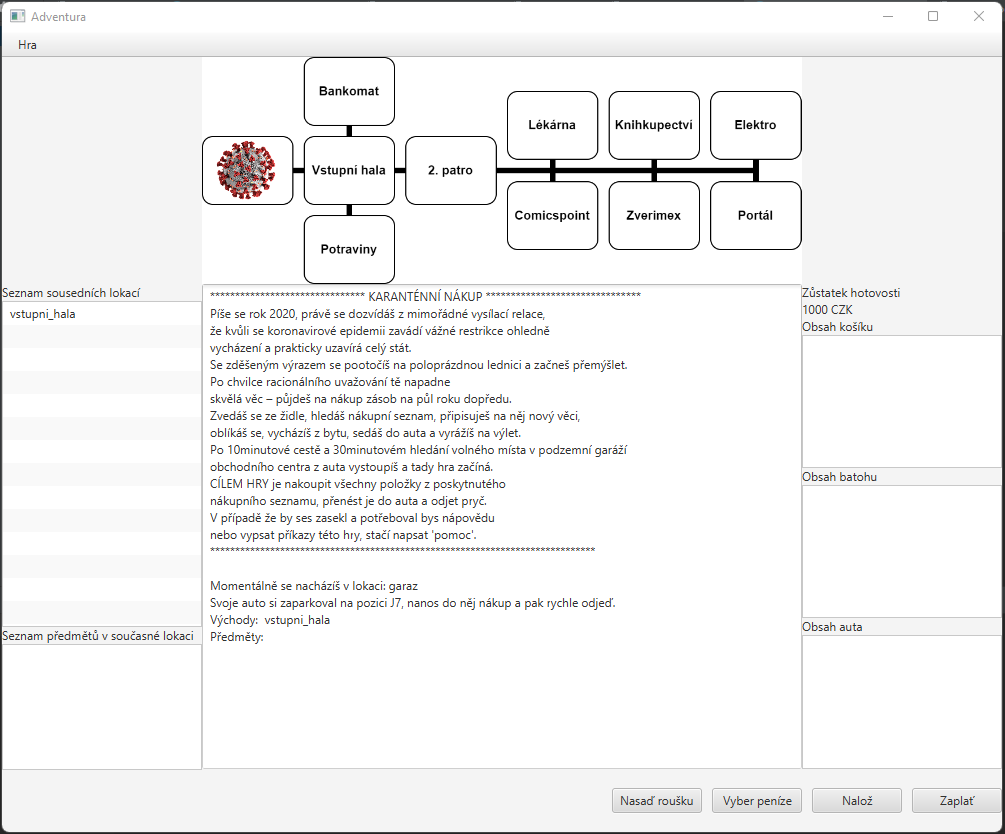 Adventura
Hra
Bankomat
Lékárna
Knihkupectví
Elektro
Vstupni hala
2. patro
Comicspoint
Zverimex
Portál
Potraviny
Seznam sousedních lokací
vstupni_hala
Seznam předmětů v současné lokaci
******************************* KARANTÉNNÍ NÁKUP *******************************
Píše se rok 2020, právě se dozvídáš z mimořádné vysílací relace,
že kvůli se koronavirové epidemii zavádí vážné restrikce ohledně
vycházení a prakticky uzavírá celý stát.
Se zděšeným výrazem se pootočíš na poloprázdnou lednici a začneš přemýšlet.
Po chvilce racionálního uvažování tě napadne
skvělá věc – půjdeš na nákup zásob na půl roku dopředu.
Zvedáš se ze židle, hledáš nákupní seznam, připisuješ na něj nový věci,
oblíkáš se, vycházíš z bytu, sedáš do auta a vyrážíš na výlet.
Po 10minutové cestě a 30minutovém hledání volného místa v podzemní garáží
obchodního centra z auta vystoupíš a tady hra začíná.
CÍLEM HRY je nakoupit všechny položky z poskytnutého
nákupního seznamu, přenést je do auta a odjet pryč.
V případě že by ses zasekl a potřeboval bys nápovědu
nebo vypsat příkazy této hry, stačí napsat 'pomoc'.
*****************************************************************************
Momentálně se nacházíš v lokaci: garaz
Svoje auto si zaparkoval na pozici J7, nanos do něj nákup a pak rychle odjeď.
Východy: vstupni_hala
Předměty:
Zůstatek hotovosti
1000 CZK
Obsah košíku
Obsah batohu
Obsah auta
Nasaď roušku
Vyber peníze
Nalož
Zaplať